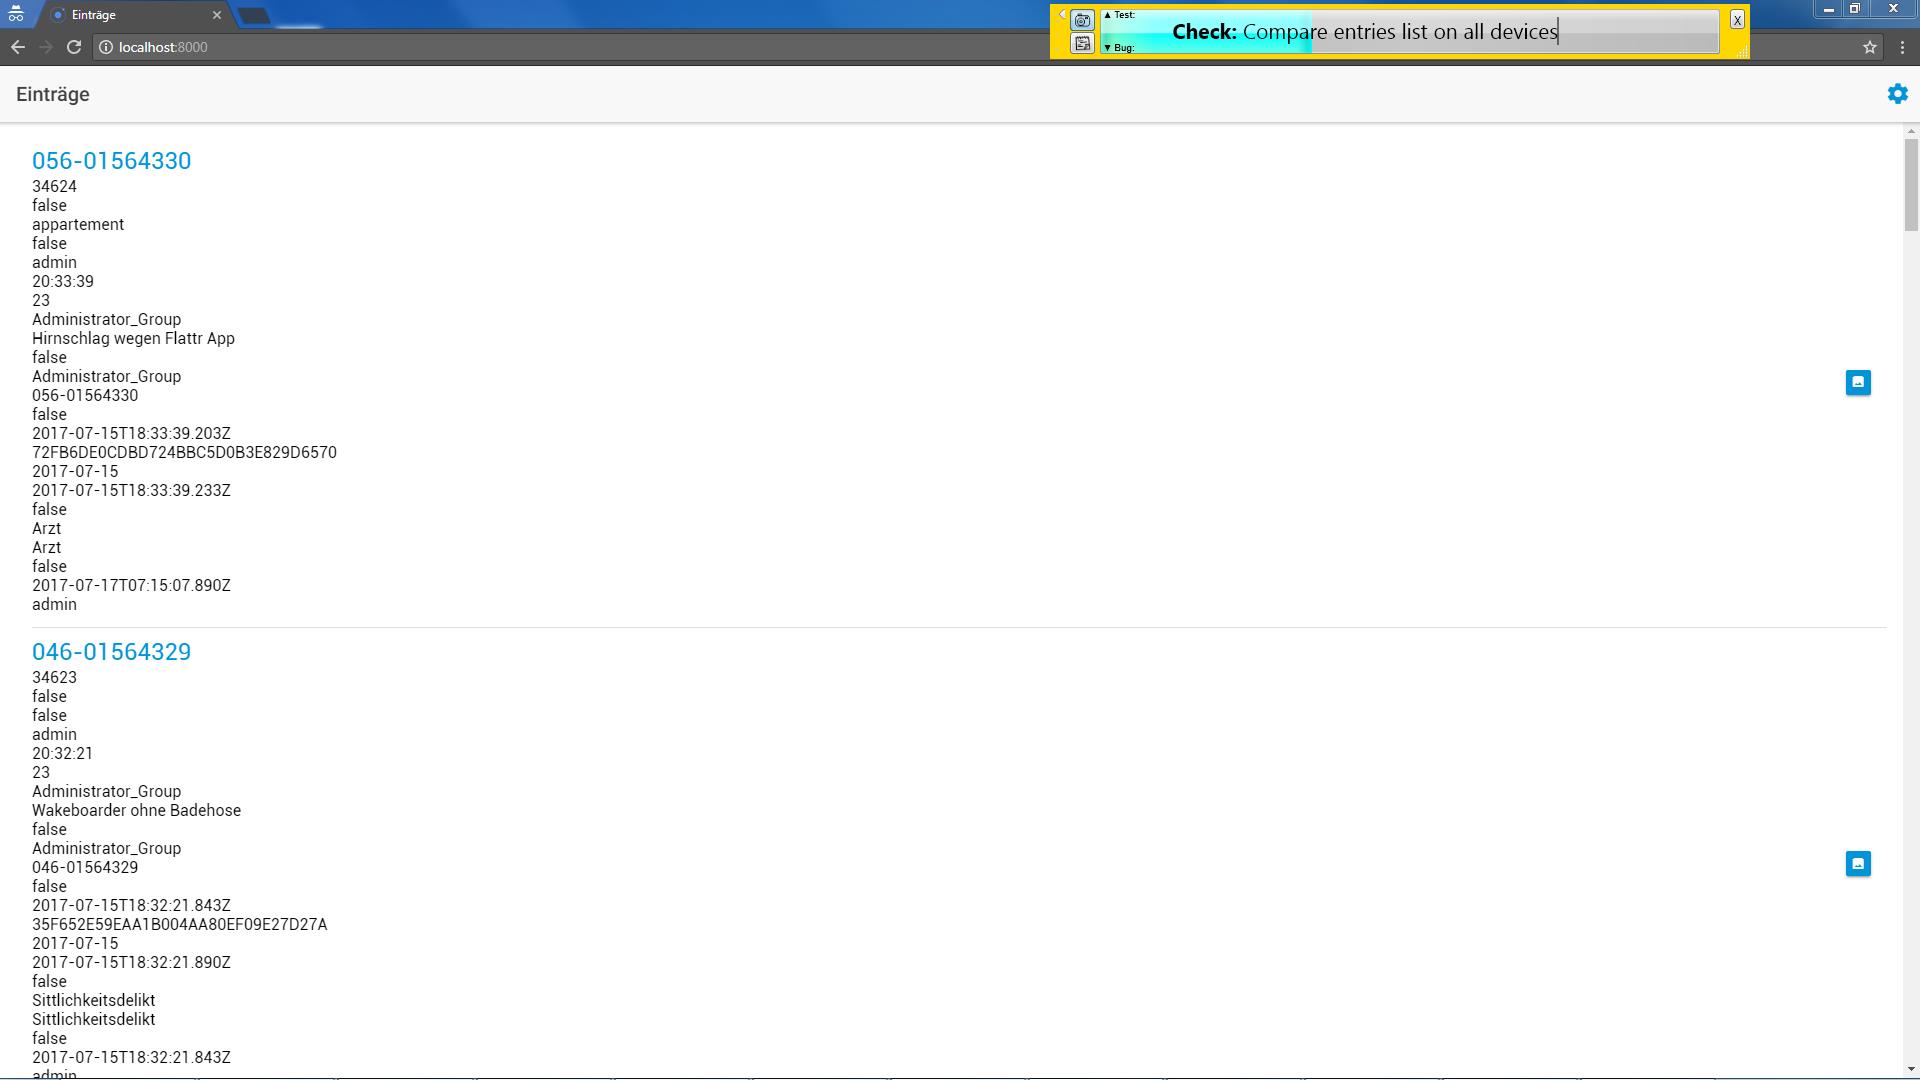 Einträge
localhost:8000
Test:
Check: Compare entries list on all devices
Bug:
X
Einträge
056-01564330
34624
false
appartement
false
admin
20:33:39
23
Administrator_Group
Hirnschlag wegen Flattr App
false
Administrator_Group
056-01564330
false
2017-07-15T18:33:39.203Z
72FB6DE0CDBD724BBC5D0B3E829D6570
2017-07-15
2017-07-15T18:33:39.233Z
false
Arzt
Arzt
false
2017-07-17T07:15:07.890Z
admin
046-01564329
34623
false
false
admin
20:32:21
23
Administrator_Group
Wakeboarder ohne Badehose
false
Administrator_Group
046-01564329
false
2017-07-15T18:32:21.843Z
35F652E59EAA1B004AA80EF09E27D27A
2017-07-15
2017-07-15T18:32:21.890Z
false
Sittlichkeitsdelikt
Sittlichkeitsdelikt
false
2017-07-15T18:32:21.843Z
admin